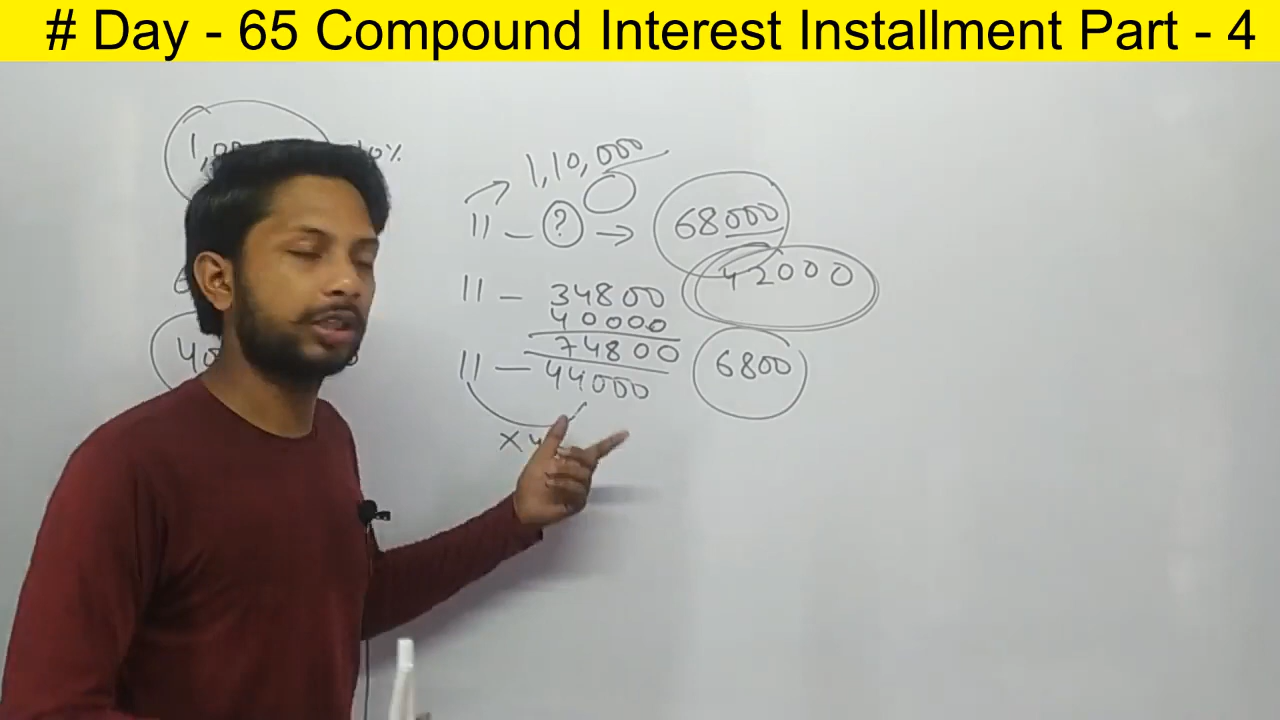 # Day - 65 Compound Interest Installment Part - 4
1,10,000
11 – ? → 68000
42000
11 – 34800
40000
74800 6800
11 – 44000
×4